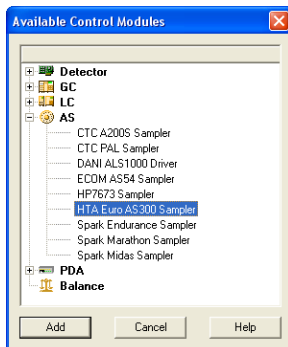 Available Control Modules
Detector
GC
LC
AS
CTC A200S Sampler
CTC PAL Sampler
DANI ALS1000 Driver
ECOM AS54 Sampler
HP7673 Sampler
HTA Euro AS300 Sampler
Spark Endurance Sampler
Spark Marathon Sampler
Spark Midas Sampler
PDA
Balance
Add Cancel Help